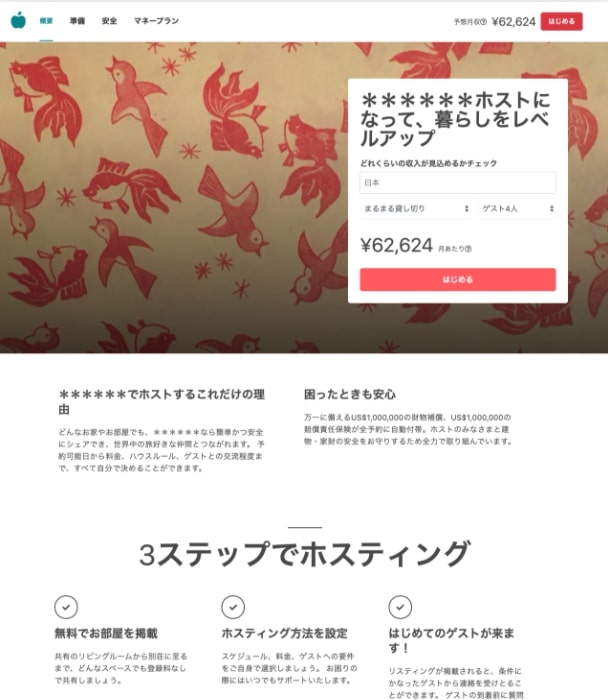 概要 準備 安全 マネープラン 予想月収? ¥62,624 はじめる
＊＊＊＊＊＊ホストに
なって、暮らしをレベ
ルアップ
どれくらいの収入が見込めるかチェック
日本
まるまる貸し切り ゲスト4人
¥62,624 月あたり?
はじめる
＊＊＊＊＊＊でホストするこれだけの理
由
どんなお家やお部屋でも、＊＊＊＊＊＊なら簡単かつ安全
にシェアでき、世界中の旅好きな仲間とつながれます。 予
約可能日から料金、ハウスルール、ゲストとの交流程度ま
で、すべて自分で決めることができます。
困ったときも安心
万一に備えるUS$1,000,000の財物補償、US$1,000,000の
賠償責任保険が全予約に自動付帯。ホストのみなさまと建
物・家財の安全をお守りするため全力で取り組んでいます。
3ステップでホスティング
無料でお部屋を掲載
共有のリビングルームから別荘に至る
まで、どんなスペースでも登録料なし
で共有しましょう。
ホスティング方法を設定
スケジュール、料金、ゲストへの要件
をご自身で選択しましょう。 お困りの
際にはいつでもサポートいたします。
はじめてのゲストが来ま
す！
リスティングが掲載されると、条件に
かなったゲストから連絡を受けとるこ
とができます。 ゲストの到着前に質問